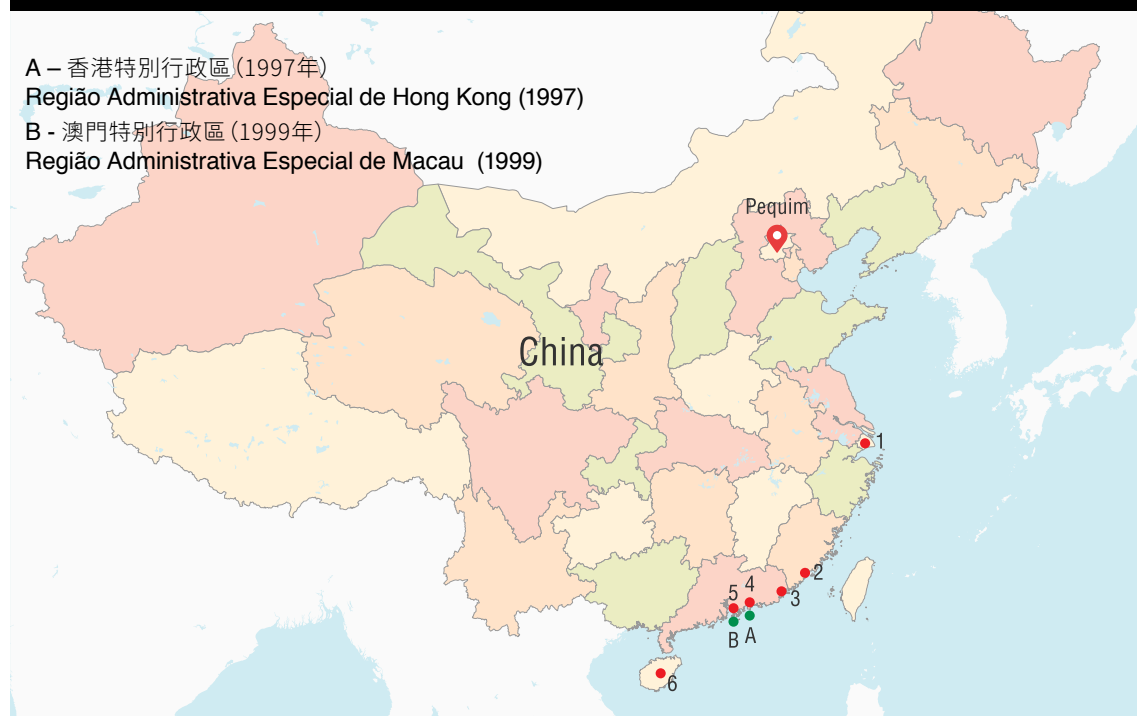 A – 香港特別行政區 (1997年)
Região Administrativa Especial de Hong Kong (1997)
B - 澳門特別行政區 (1999年)
Região Administrativa Especial de Macau (1999)
Pequim
China
1
2
3
4
5
B
A
6